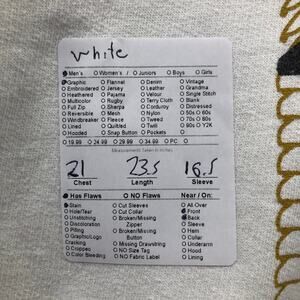 white
Men's Women's / Juniors Boys Girls
Graphic Flannel Denim Vintage
Embroidered Jersey Leather Grandma
Heathered Pajama Velour Single Stitch
Multicolor Rugby Terry Cloth Blank
Full Zip Sherpa Corduroy Distressed
Reversible Mesh Nylon 50s 60s
Windbreaker Fleece Tweed 70s 80s
Lined Quilted Twill 90s Y2K
Hooded Snap Button Pockets
19.99 24.99 29.99 34.99 PC
Measurements Taken In Inches
21 23.5 16.5
Chest Length Sleeve
Has Flaws NO Flaws Near / On:
Stain Cut Sleeves All Over
Hole/Tear Cut Collar Front
Unstitching Broken/Missing Back
Discoloration Zipper Sleeve
Pilling Broken/Missing Collar
Graphic/Logo Button Hem
Cracking Missing Drawstring Underarm
Cropped NO Size Tag Hood
Color Bleeding NO Fabric Label Lining